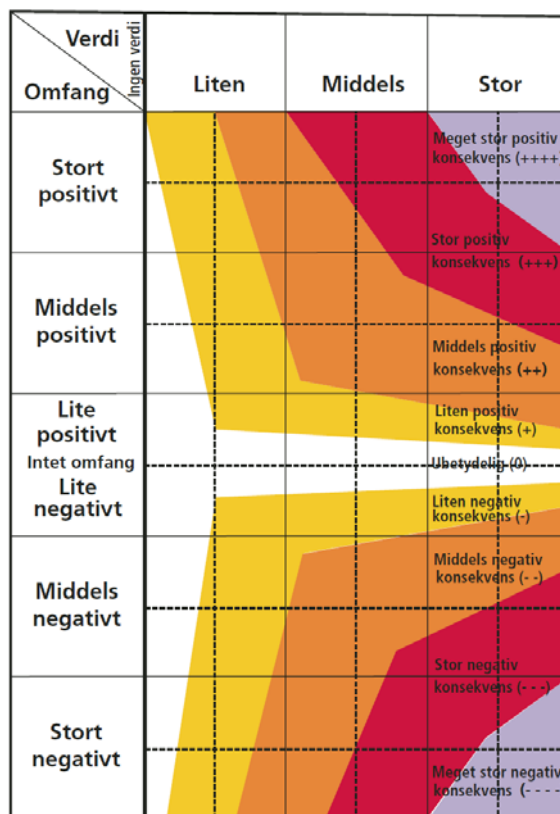 Verdi
Omfang
Ingen verdi
Liten
Middels
Stor
Stort
positivt
Meget stor positiv
konsekvens (++++)
Stor positiv
konsekvens (+++)
Middels
positivt
Middels positiv
konsekvens (++)
Lite
positivt
Liten positiv
konsekvens (+)
Intet omfang
Ubetydelig (0)
Lite
negativt
Liten negativ
konsekvens (-)
Middels
negativt
Middels negativ
konsekvens (- -)
Stor negativ
konsekvens (- - -)
Stort
negativt
Meget stor negativ
konsekvens (- - - -